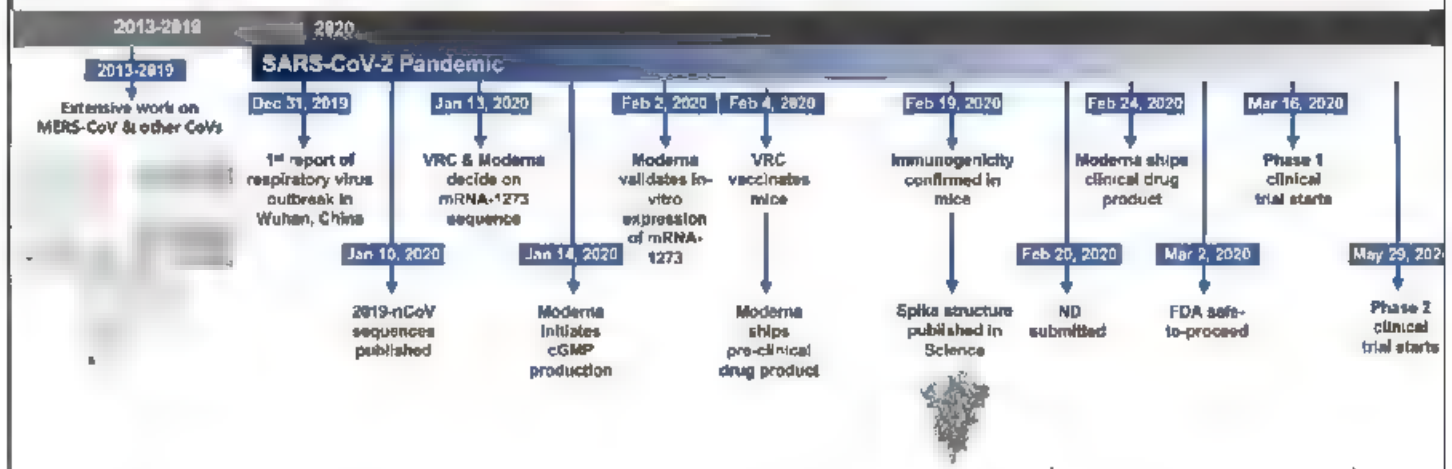 2013-2019
2020
SARS-CoV-2 Pandemic
2013-2019
Extensive work on
MERS-CoV & other CoVs
Dec 31, 2019
1st report of
respiratory virus
outbreak in
Wuhan, China
Jan 10, 2020
2019-nCoV
sequences
published
Jan 13, 2020
VRC & Moderna
decide on
mRNA-1273
sequence
Jan 14, 2020
Moderna
initiates
cGMP
production
Feb 2, 2020
Moderna
validates in-
vitro
expression
of mRNA-
1273
Feb 4, 2020
VRC
vaccinates
mice
Moderna
ships
pre-clinical
drug product
Feb 19, 2020
Immunogenicity
confirmed in
mice
Spike structure
published in
Science
Feb 20, 2020
ND
submitted
Feb 24, 2020
Moderna ships
clinical drug
product
Mar 2, 2020
FDA safe-
to-proceed
Mar 16, 2020
Phase 1
clinical
trial starts
May 29, 202
Phase 2
clinical
trial starts